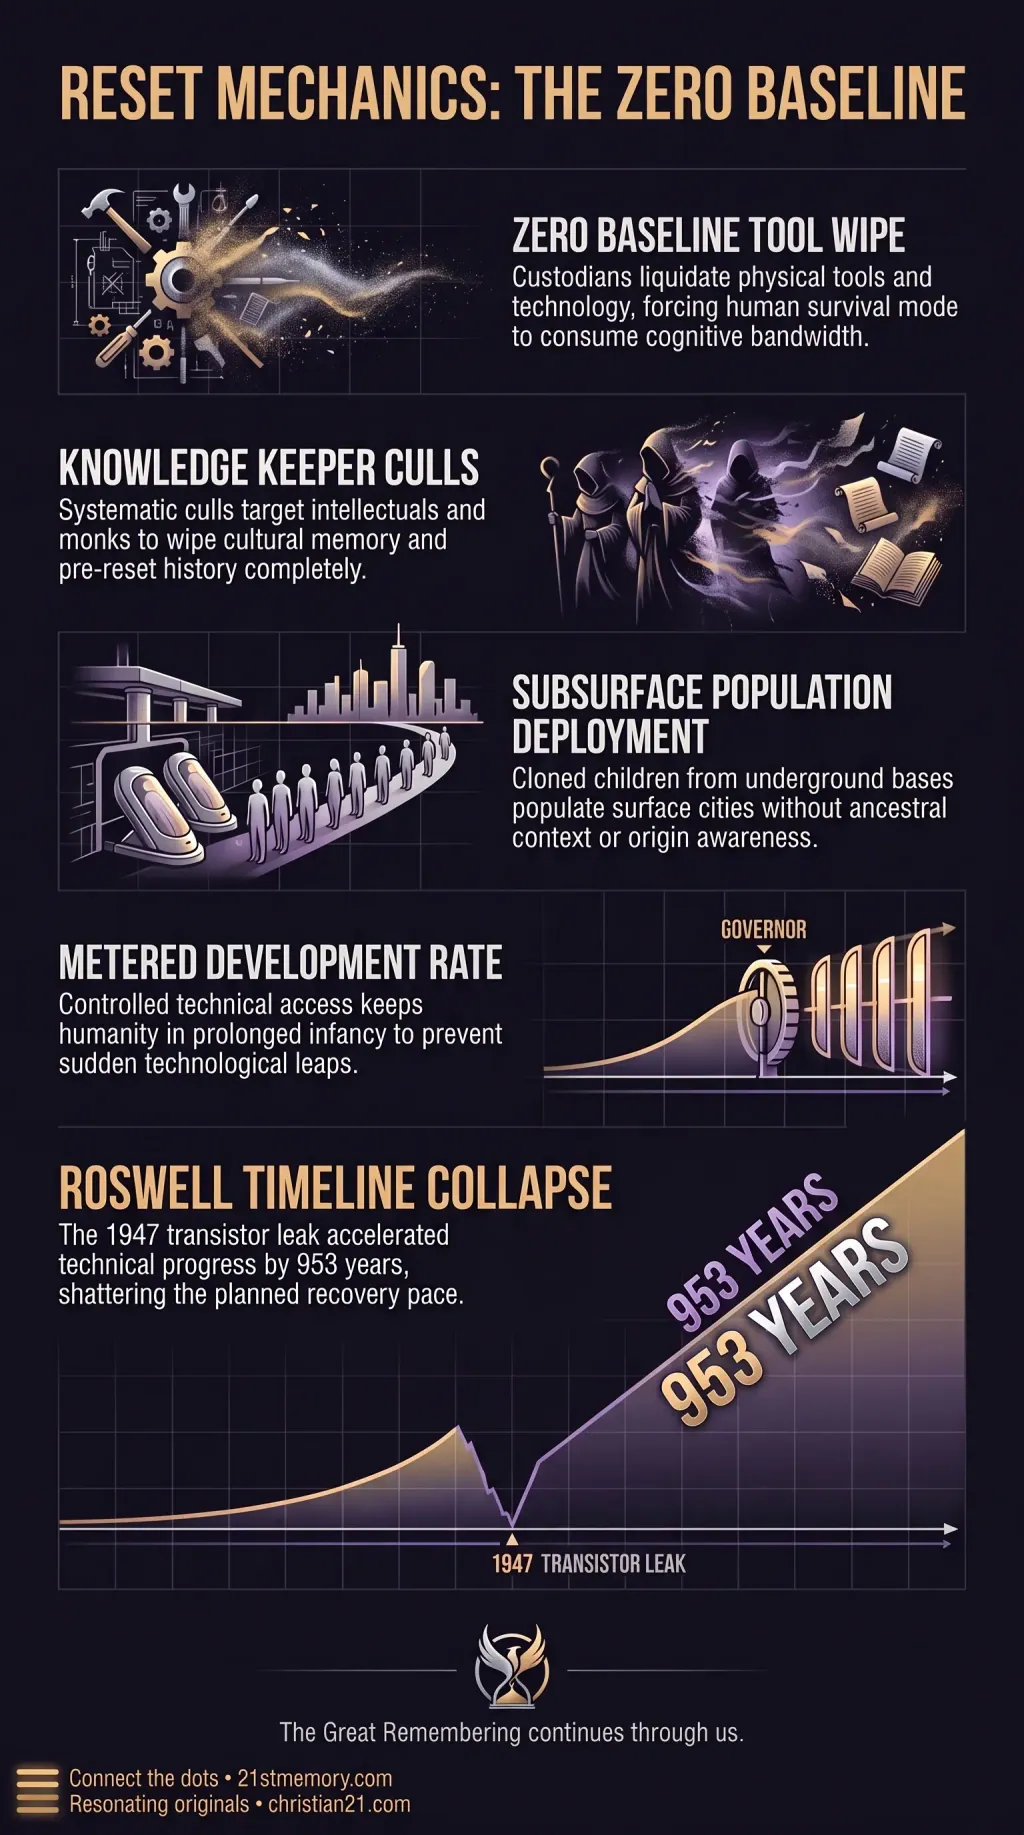 RESET MECHANICS: THE ZERO BASELINE
ZERO BASELINE TOOL WIPE
Custodians liquidate physical tools and
technology, forcing human survival mode
to consume cognitive bandwidth.
KNOWLEDGE KEEPER CULLS
Systematic culls target intellectuals and
monks to wipe cultural memory and
pre-reset history completely.
SUBSURFACE POPULATION
DEPLOYMENT
Cloned children from underground bases
populate surface cities without ancestral
context or origin awareness.
GOVERNOR
METERED DEVELOPMENT RATE
Controlled technical access keeps
humanity in prolonged infancy to prevent
sudden technological leaps.
ROSWELL TIMELINE COLLAPSE
The 1947 transistor leak accelerated
technical progress by 953 years,
shattering the planned recovery pace.
953 YEARS
953 YEARS
1947 TRANSISTOR LEAK
The Great Remembering continues through us.
Connect the dots • 21stmemory.com
Resonating originals • christian21.com